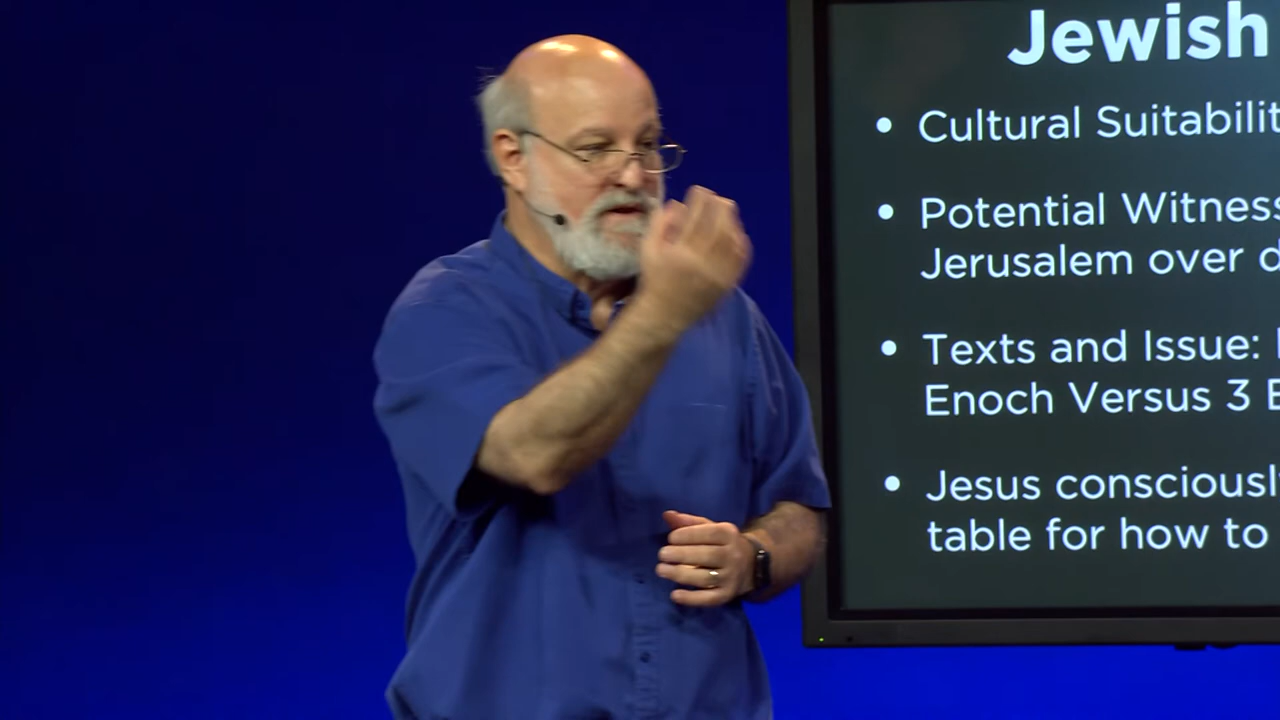 Jewish
• Cultural Suitabilit
• Potential Witness
Jerusalem over d
• Texts and Issue:
Enoch Versus 3 E
• Jesus consciousl
table for how to